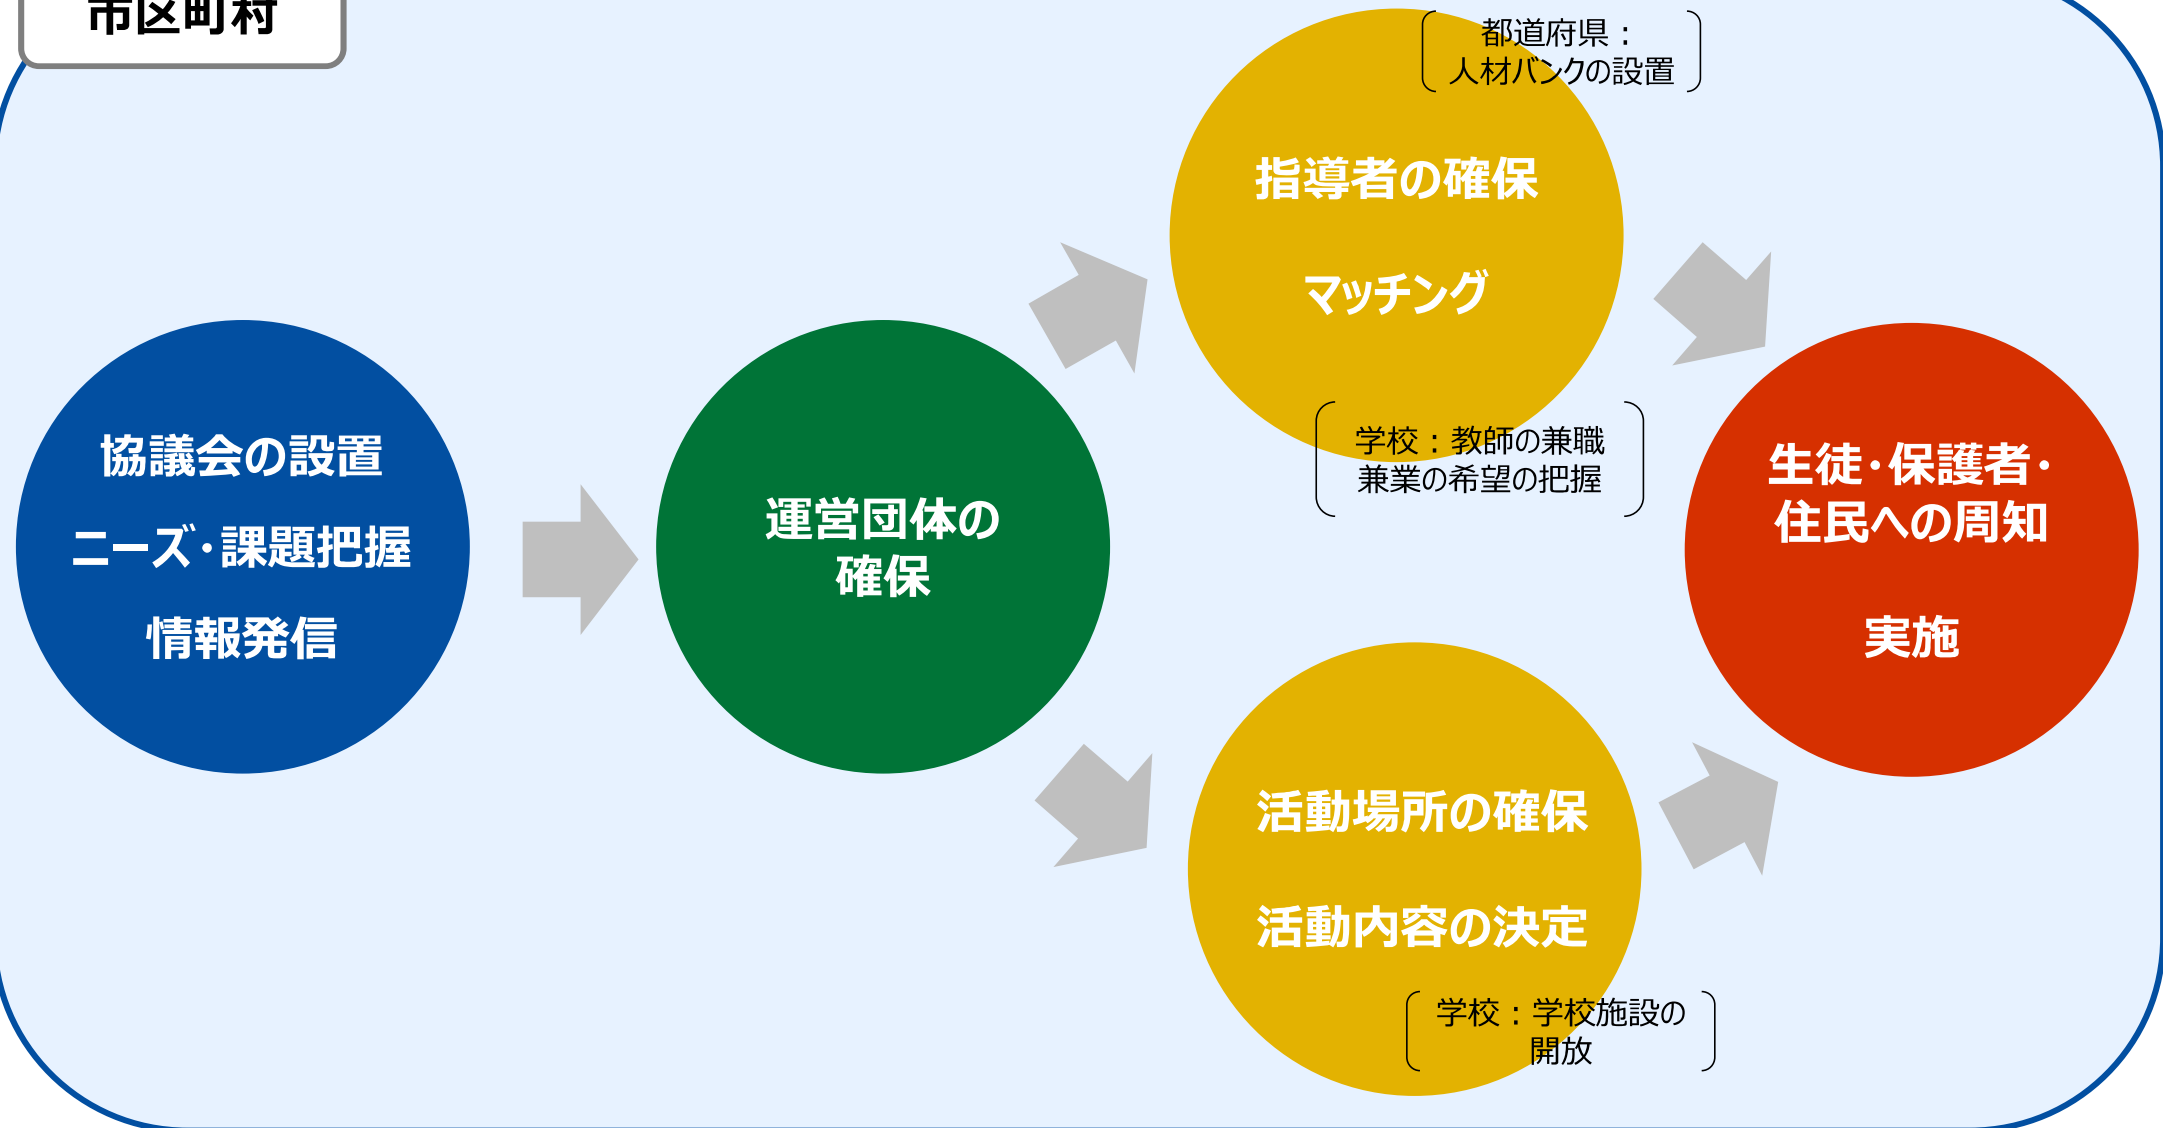 市区町村
協議会の設置
ニーズ・課題把握
情報発信
運営団体の
確保
都道府県：
人材バンクの設置
指導者の確保
マッチング
学校：教師の兼職
兼業の希望の把握
活動場所の確保
活動内容の決定
学校：学校施設の
開放
生徒・保護者・
住民への周知
実施